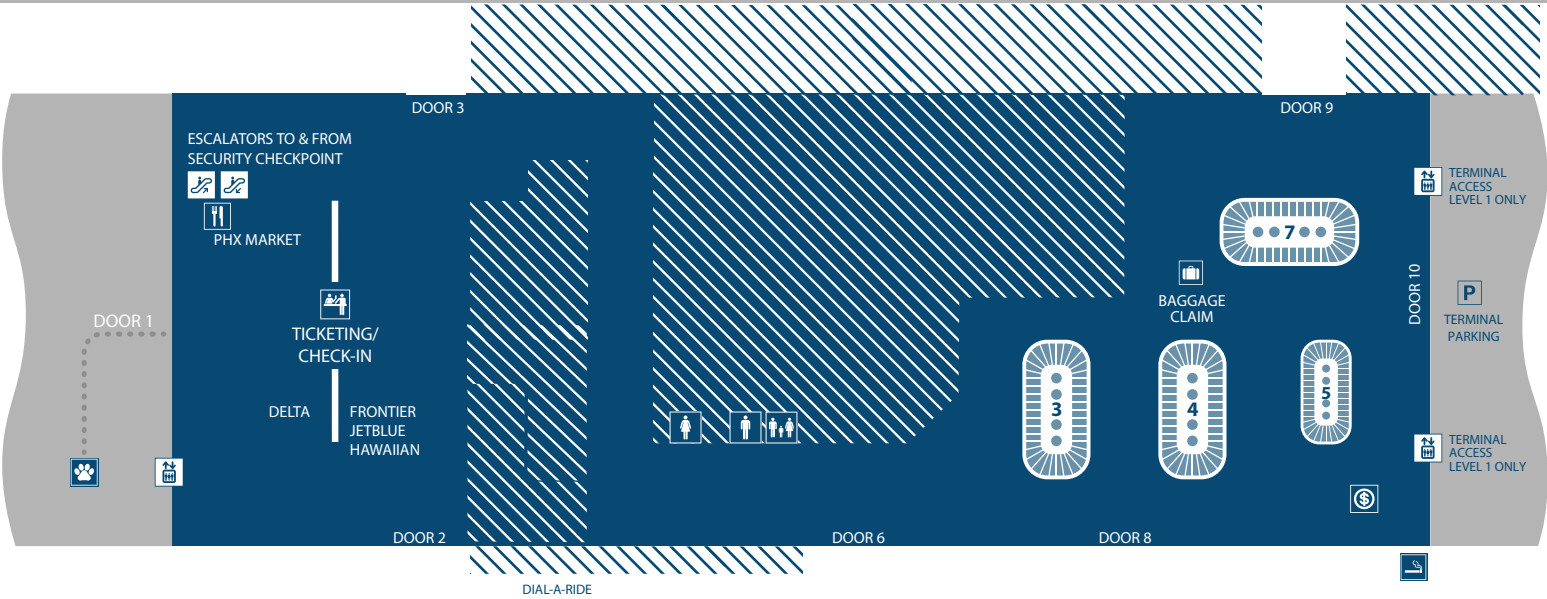 DOOR 3
DOOR 9
ESCALATORS TO & FROM
SECURITY CHECKPOINT
PHX MARKET
TERMINAL
ACCESS
LEVEL 1 ONLY
7
BAGGAGE
CLAIM
DOOR 10
P
TERMINAL
PARKING
DOOR 1
TICKETING/
CHECK-IN
DELTA
FRONTIER
JETBLUE
HAWAIIAN
3
4
5
TERMINAL
ACCESS
LEVEL 1 ONLY
$
DOOR 2
DOOR 6
DOOR 8
DIAL-A-RIDE